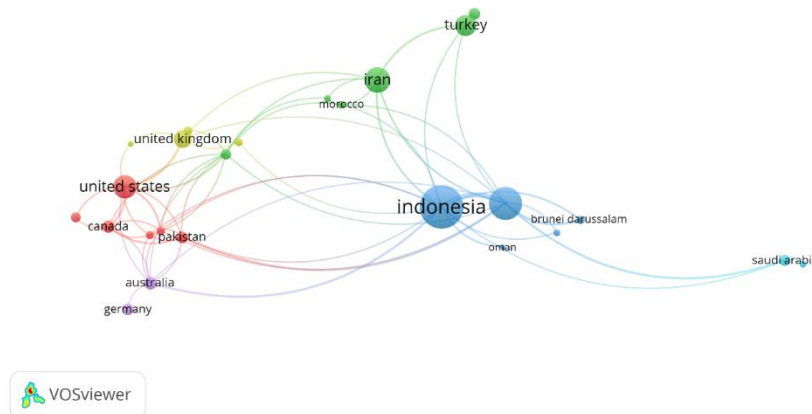 turkey
iran
morocco
united kingdom
united states
indonesia
brunei darussalam
canada
pakistan
oman
saudi arabi
australia
germany
VOSviewer